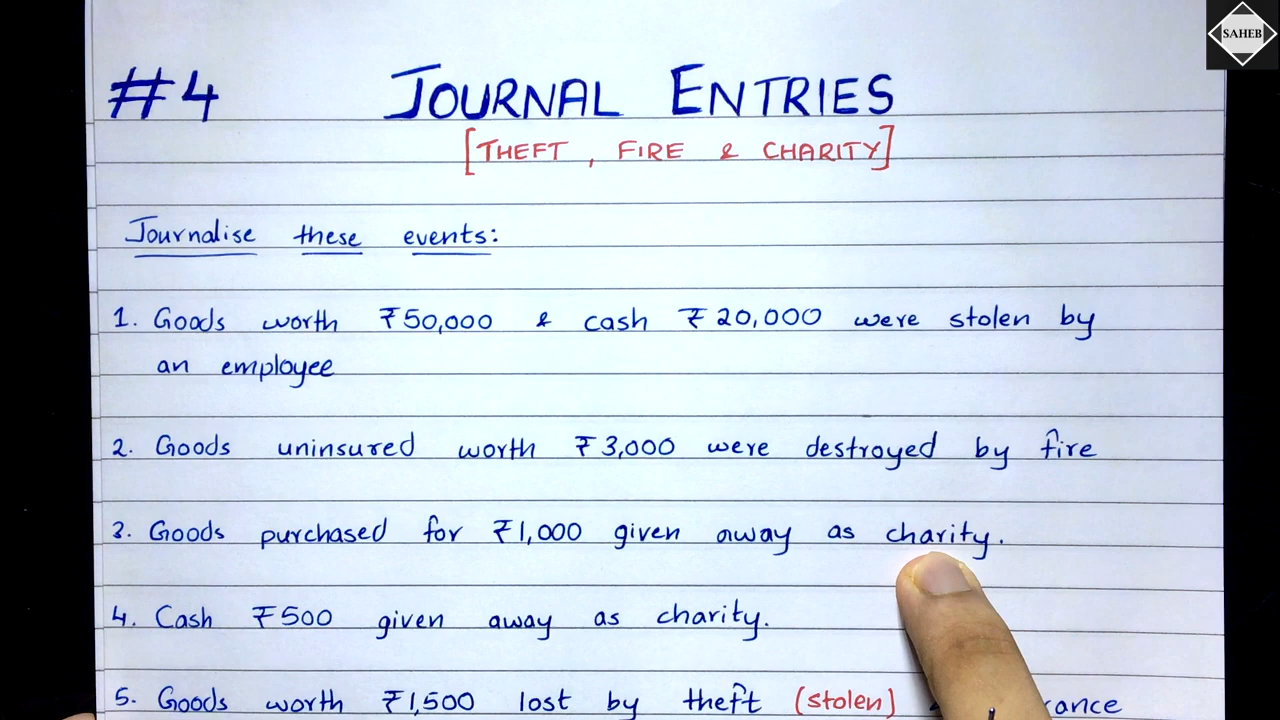 SAHEB
#4 JOURNAL ENTRIES
[THEFT, FIRE & CHARITY]
Journalise these events:
1. Goods worth ₹50,000 & cash ₹20,000 were stolen by
an employee
2. Goods uninsured worth ₹3,000 were destroyed by fire
3. Goods purchased for ₹1,000 given away as charity.
4. Cash ₹500 given away as charity.
5. Goods worth ₹1,500 lost by theft (stolen)